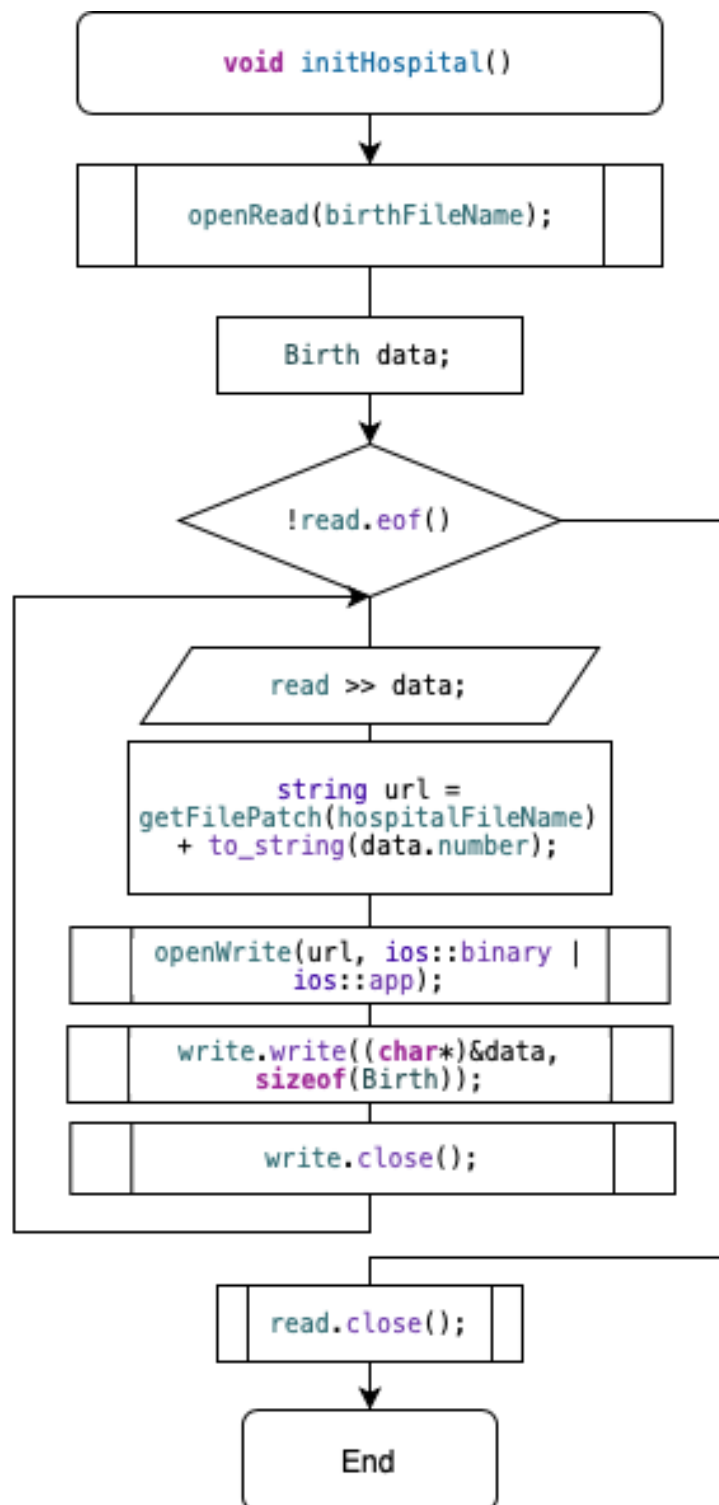 void initHospital()
openRead(birthFileName);
Birth data;
!read.eof()
read >> data;
string url =
getFilePatch(hospitalFileName)
+ to_string(data.number);
openWrite(url, ios::binary |
ios::app);
write.write((char*)&data,
sizeof(Birth));
write.close();
read.close();
End